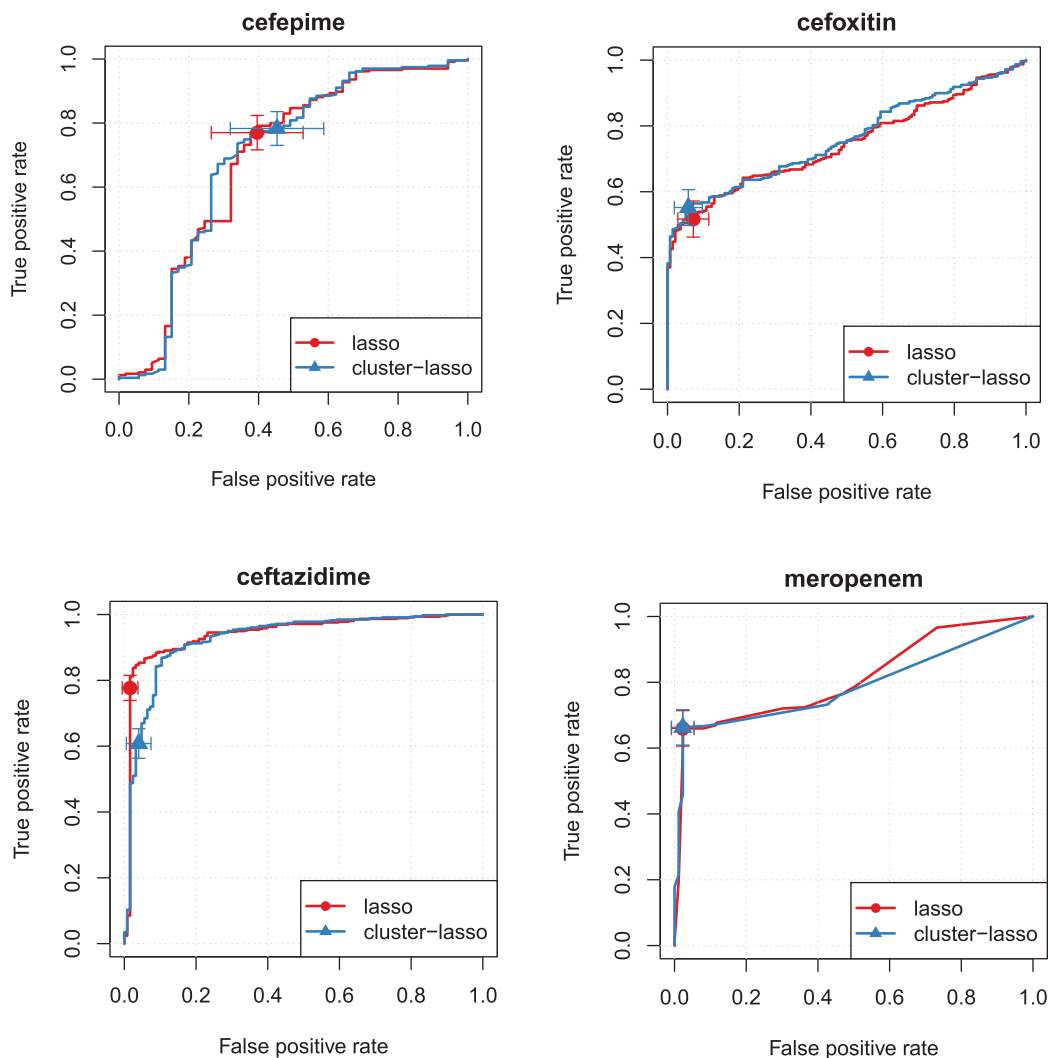 cefepime
True positive rate
1.0
0.8
0.6
0.4
0.2
0.0
lasso
cluster−lasso
0.0 0.2 0.4 0.6 0.8 1.0
False positive rate
cefoxitin
True positive rate
1.0
0.8
0.6
0.4
0.2
0.0
lasso
cluster−lasso
0.0 0.2 0.4 0.6 0.8 1.0
False positive rate
ceftazidime
True positive rate
1.0
0.8
0.6
0.4
0.2
0.0
lasso
cluster−lasso
0.0 0.2 0.4 0.6 0.8 1.0
False positive rate
meropenem
True positive rate
1.0
0.8
0.6
0.4
0.2
0.0
lasso
cluster−lasso
0.0 0.2 0.4 0.6 0.8 1.0
False positive rate